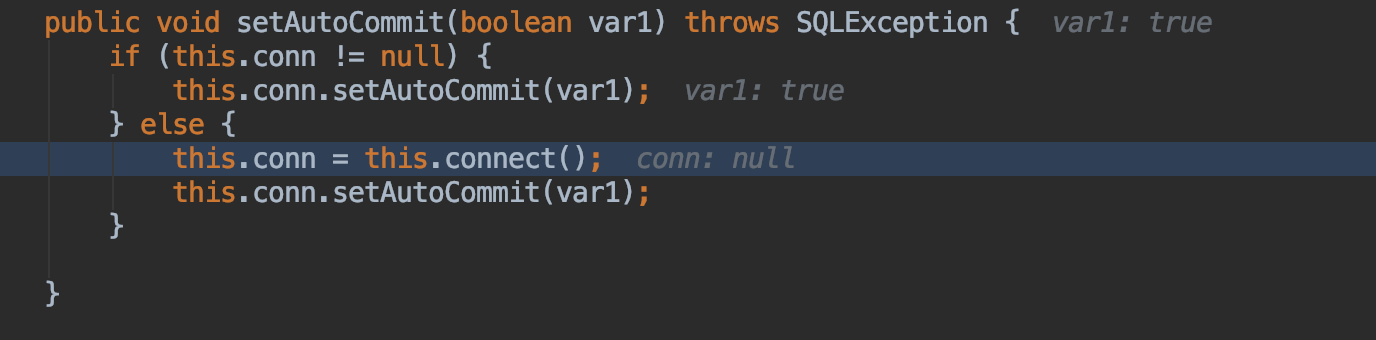 public void setAutoCommit(boolean var1) throws SQLException {  var1: true
    if (this.conn != null) {
        this.conn.setAutoCommit(var1);  var1: true
    } else {
        this.conn = this.connect();  conn: null
        this.conn.setAutoCommit(var1);
    }
}